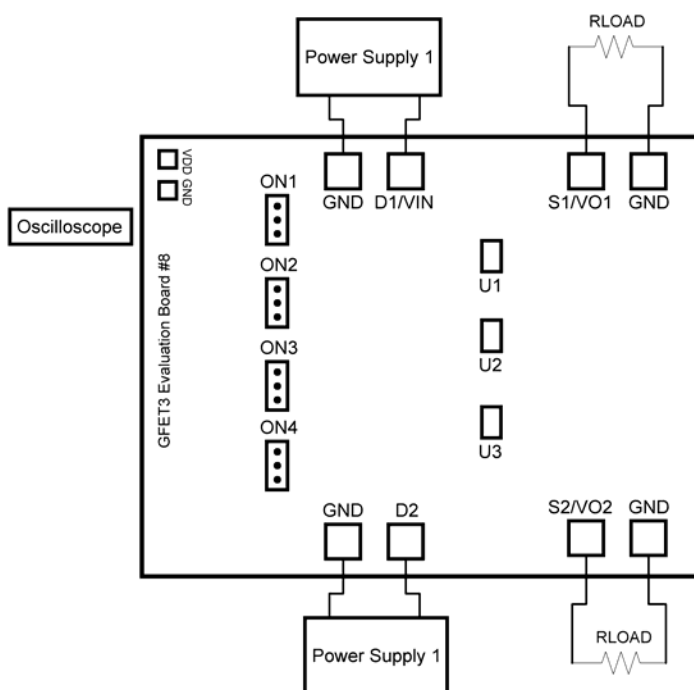 RLOAD
Power Supply 1
VDD GND
ON1
GND
D1/VIN
S1/VO1
GND
Oscilloscope
GFET3 Evaluation Board #8
ON2
U1
ON3
U2
ON4
U3
GND
D2
S2/VO2
GND
RLOAD
Power Supply 1